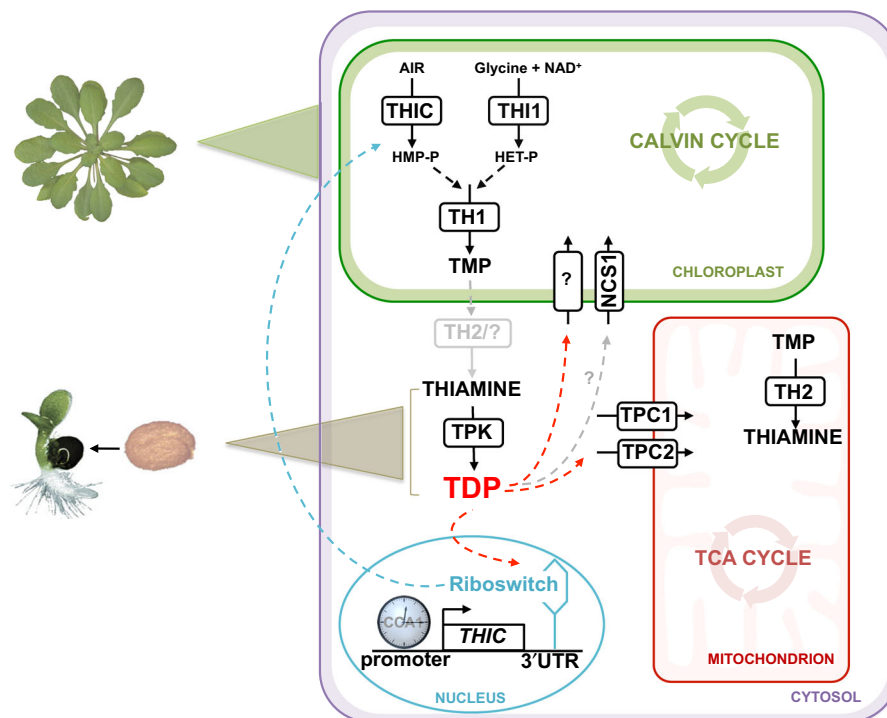 AIR
Glycine + NAD⁺
THIC
THI1
HMP-P
HET-P
TH1
TMP
CALVIN CYCLE
CHLOROPLAST
?
NCS1
TH2/?
THIAMINE
TPK
TDP
?
TPC1
TPC2
TMP
TH2
THIAMINE
TCA CYCLE
MITOCHONDRION
Riboswitch
CCA1
THIC
promoter
3′UTR
NUCLEUS
CYTOSOL